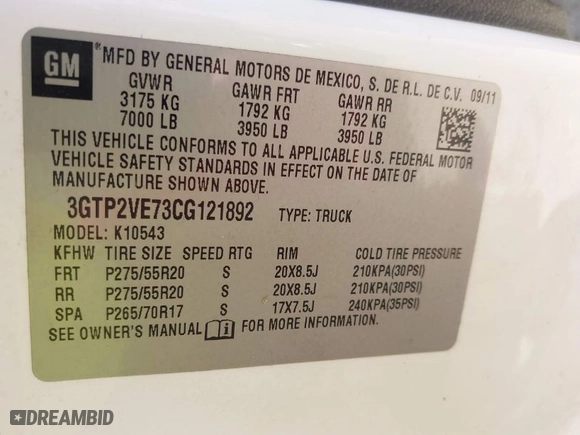 GM
*MFD BY GENERAL MOTORS DE MEXICO, S. DE R.L. DE C.V. 09/11
GVWR GAWR FRT GAWR RR
3175 KG 1792 KG 1792 KG
7000 LB 3950 LB 3950 LB
THIS VEHICLE CONFORMS TO ALL APPLICABLE U.S. FEDERAL MOTOR
VEHICLE SAFETY STANDARDS IN EFFECT ON THE DATE OF
MANUFACTURE SHOWN ABOVE.
3GTP2VE73CG121892 TYPE: TRUCK
MODEL: K10543
KFHW TIRE SIZE SPEED RTG RIM COLD TIRE PRESSURE
FRT P275/55R20 S 20X8.5J 210KPA(30PSI)
RR P275/55R20 S 20X8.5J 210KPA(30PSI)
SPA P265/70R17 S 17X7.5J 240KPA(35PSI)
SEE OWNER'S MANUAL i FOR MORE INFORMATION.
DREAMBID